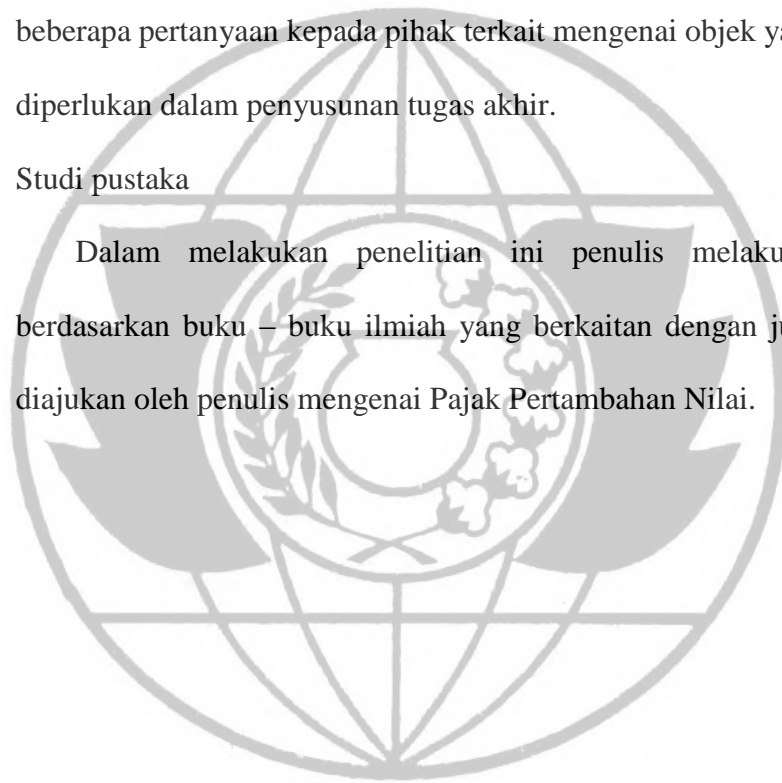 beberapa pertanyaan kepada pihak terkait mengenai objek
diperlukan dalam penyusunan tugas akhir.
Studi pustaka
Dalam melakukan penelitian ini penulis
berdasarkan buku – buku ilmiah yang berkaitan dengan
diajukan oleh penulis mengenai Pajak Pertambahan Nilai.